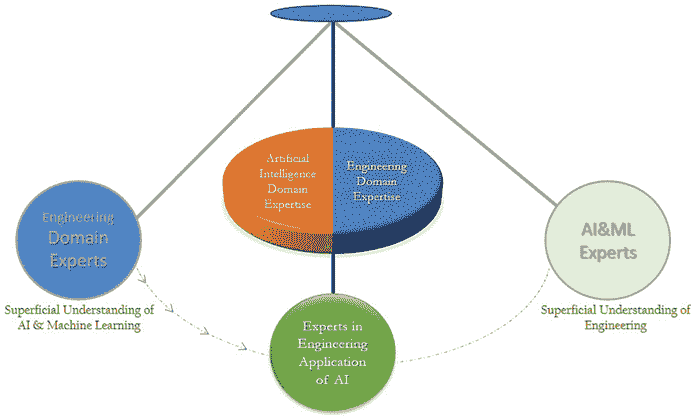 Artificial
Intelligence
Domain
Expertise
Engineering
Domain
Expertise
Engineering
Domain
Experts
AI&ML
Experts
Superficial Understanding of
AI & Machine Learning
Superficial Understanding of
Engineering
Experts in
Engineering
Application
of AI